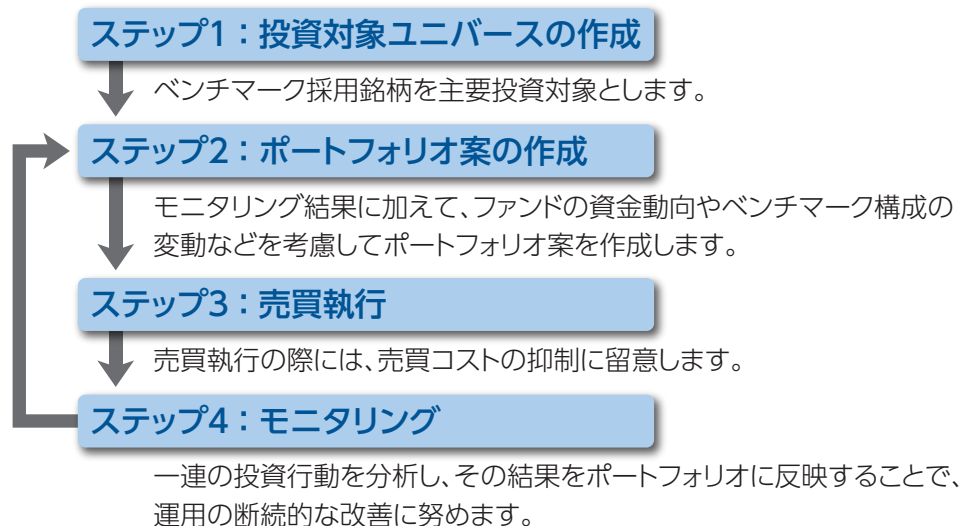 ステップ1：投資対象ユニバースの作成
ベンチマーク採用銘柄を主要投資対象とします。
ステップ2：ポートフォリオ案の作成
モニタリング結果に加えて、ファンドの資金動向やベンチマーク構成の
変動などを考慮してポートフォリオ案を作成します。
ステップ3：売買執行
売買執行の際には、売買コストの抑制に留意します。
ステップ4：モニタリング
一連の投資行動を分析し、その結果をポートフォリオに反映することで、
運用の断続的な改善に努めます。